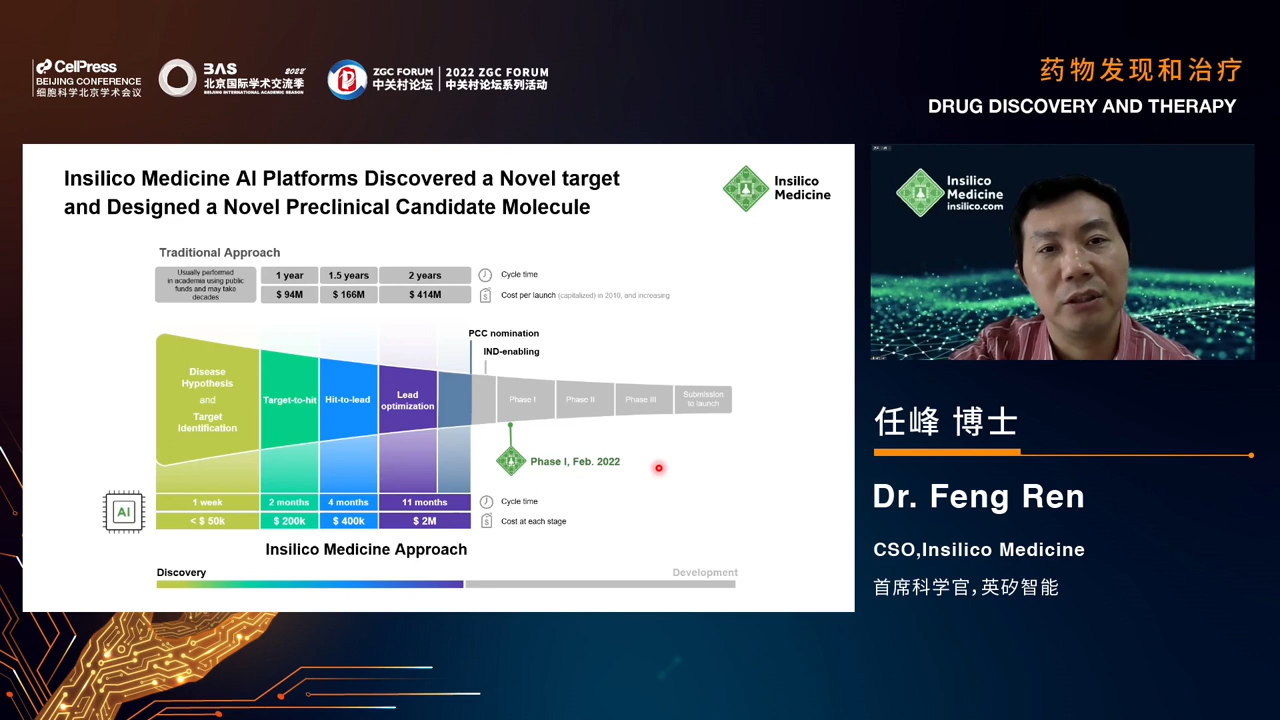 CellPress
BEIJING CONFERENCE
细胞科学北京学术会议
BAS 2022
北京国际学术交流季
BEIJING INTERNATIONAL ACADEMIC SEASON
ZGC FORUM
中关村论坛
2022 ZGC FORUM
中关村论坛系列活动
药物发现和治疗
DRUG DISCOVERY AND THERAPY
Insilico Medicine AI Platforms Discovered a Novel target
and Designed a Novel Preclinical Candidate Molecule
Insilico
Medicine
Traditional Approach
Usually performed
in academia using public
funds and may take
decades
1 year
1.5 years
2 years
Cycle time
$ 94M
$ 166M
$ 414M
Cost per launch (capitalized) in 2010, and increasing
PCC nomination
IND-enabling
Disease
Hypothesis
and
Target
Identification
Target-to-hit
Hit-to-lead
Lead
optimization
Phase I
Phase II
Phase III
Submission
to launch
Phase I, Feb. 2022
AI
1 week
2 months
4 months
11 months
Cycle time
< $ 50k
$ 200k
$ 400k
$ 2M
Cost at each stage
Insilico Medicine Approach
Discovery
Development
Insilico
Medicine
insilico.com
任峰 博士
Dr. Feng Ren
CSO,Insilico Medicine
首席科学官,英矽智能